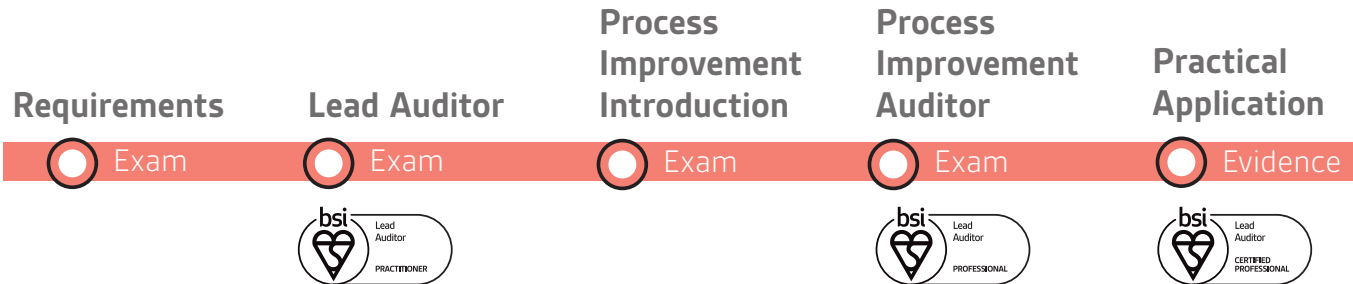 Requirements
Exam
Lead Auditor
Exam
bsi
Lead
Auditor
PRACTITIONER
Process
Improvement
Introduction
Exam
Process
Improvement
Auditor
Exam
bsi
Lead
Auditor
PROFESSIONAL
Practical
Application
Evidence
bsi
Lead
Auditor
CERTIFIED
PROFESSIONAL